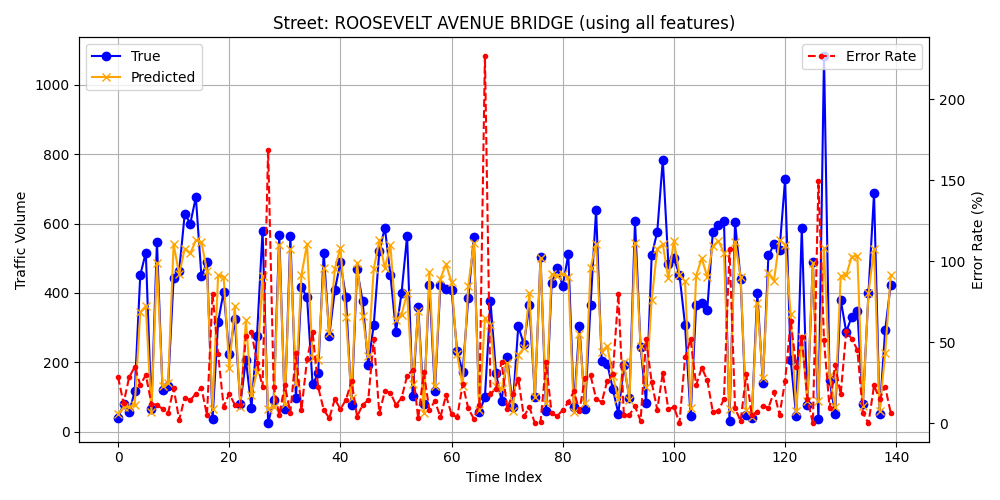 Street: ROOSEVELT AVENUE BRIDGE (using all features)
True
Predicted
Error Rate
Traffic Volume
1000
800
600
400
200
0
200
150
100
50
0
Error Rate (%)
0 20 40 60 80 100 120 140
Time Index